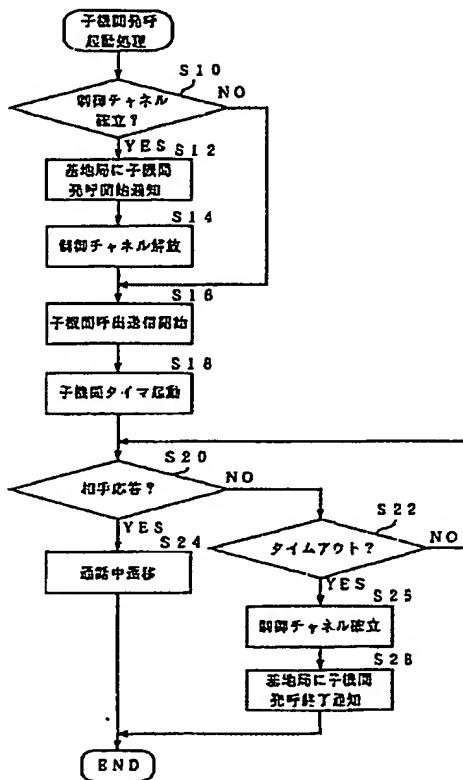 子機間発呼
起動処理
S10
制御チャネル
確立?
NO
YES
S12
基地局に子機間
発呼開始通知
S14
制御チャネル解放
S16
子機間呼出送信開始
S18
子機間タイマ起動
S20
相手応答?
NO
YES
S22
タイムアウト?
NO
YES
S24
通話中遷移
S25
制御チャネル確立
S28
基地局に子機間
発呼終了通知
END